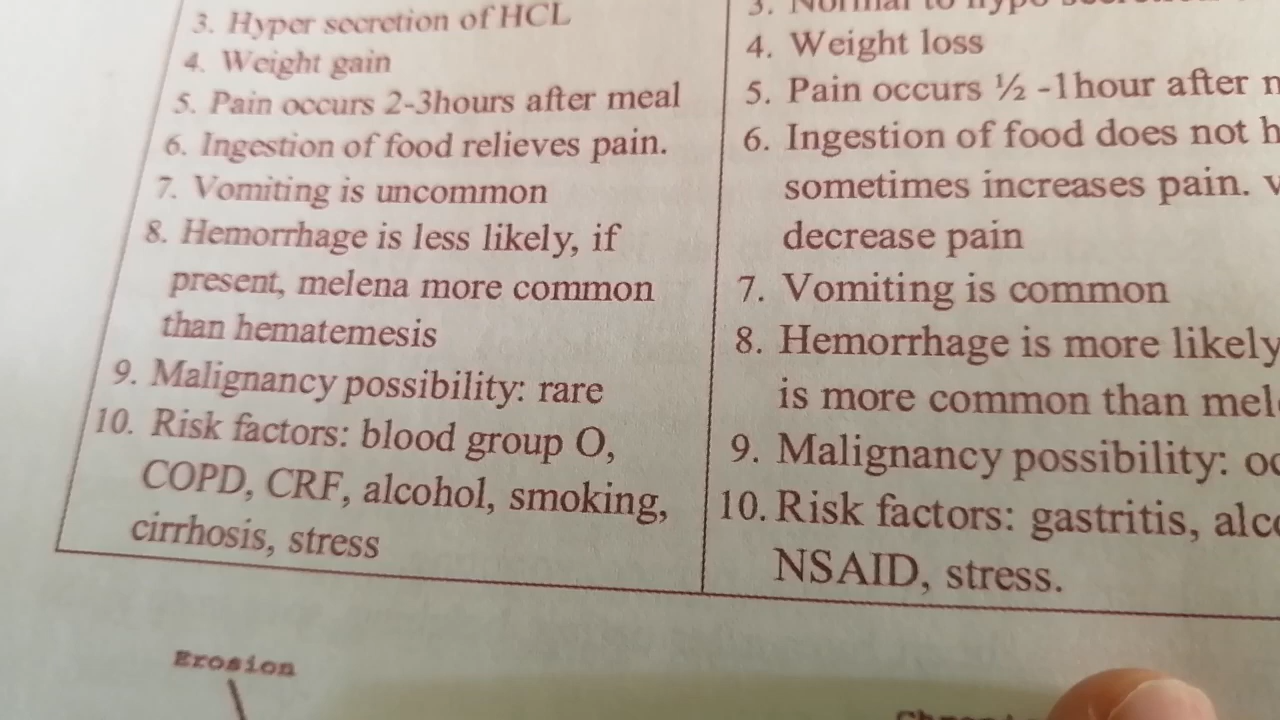 3. Hyper secretion of HCL
4. Weight gain
5. Pain occurs 2-3hours after meal
6. Ingestion of food relieves pain.
7. Vomiting is uncommon
8. Hemorrhage is less likely, if
present, melena more common
than hematemesis
9. Malignancy possibility: rare
10. Risk factors: blood group O,
COPD, CRF, alcohol, smoking,
cirrhosis, stress
3. Normal to hypo
4. Weight loss
5. Pain occurs ½ -1hour after
6. Ingestion of food does not
sometimes increases pain.
decrease pain
7. Vomiting is common
8. Hemorrhage is more likely
is more common than
9. Malignancy possibility:
10. Risk factors: gastritis,
NSAID, stress.
Erosion